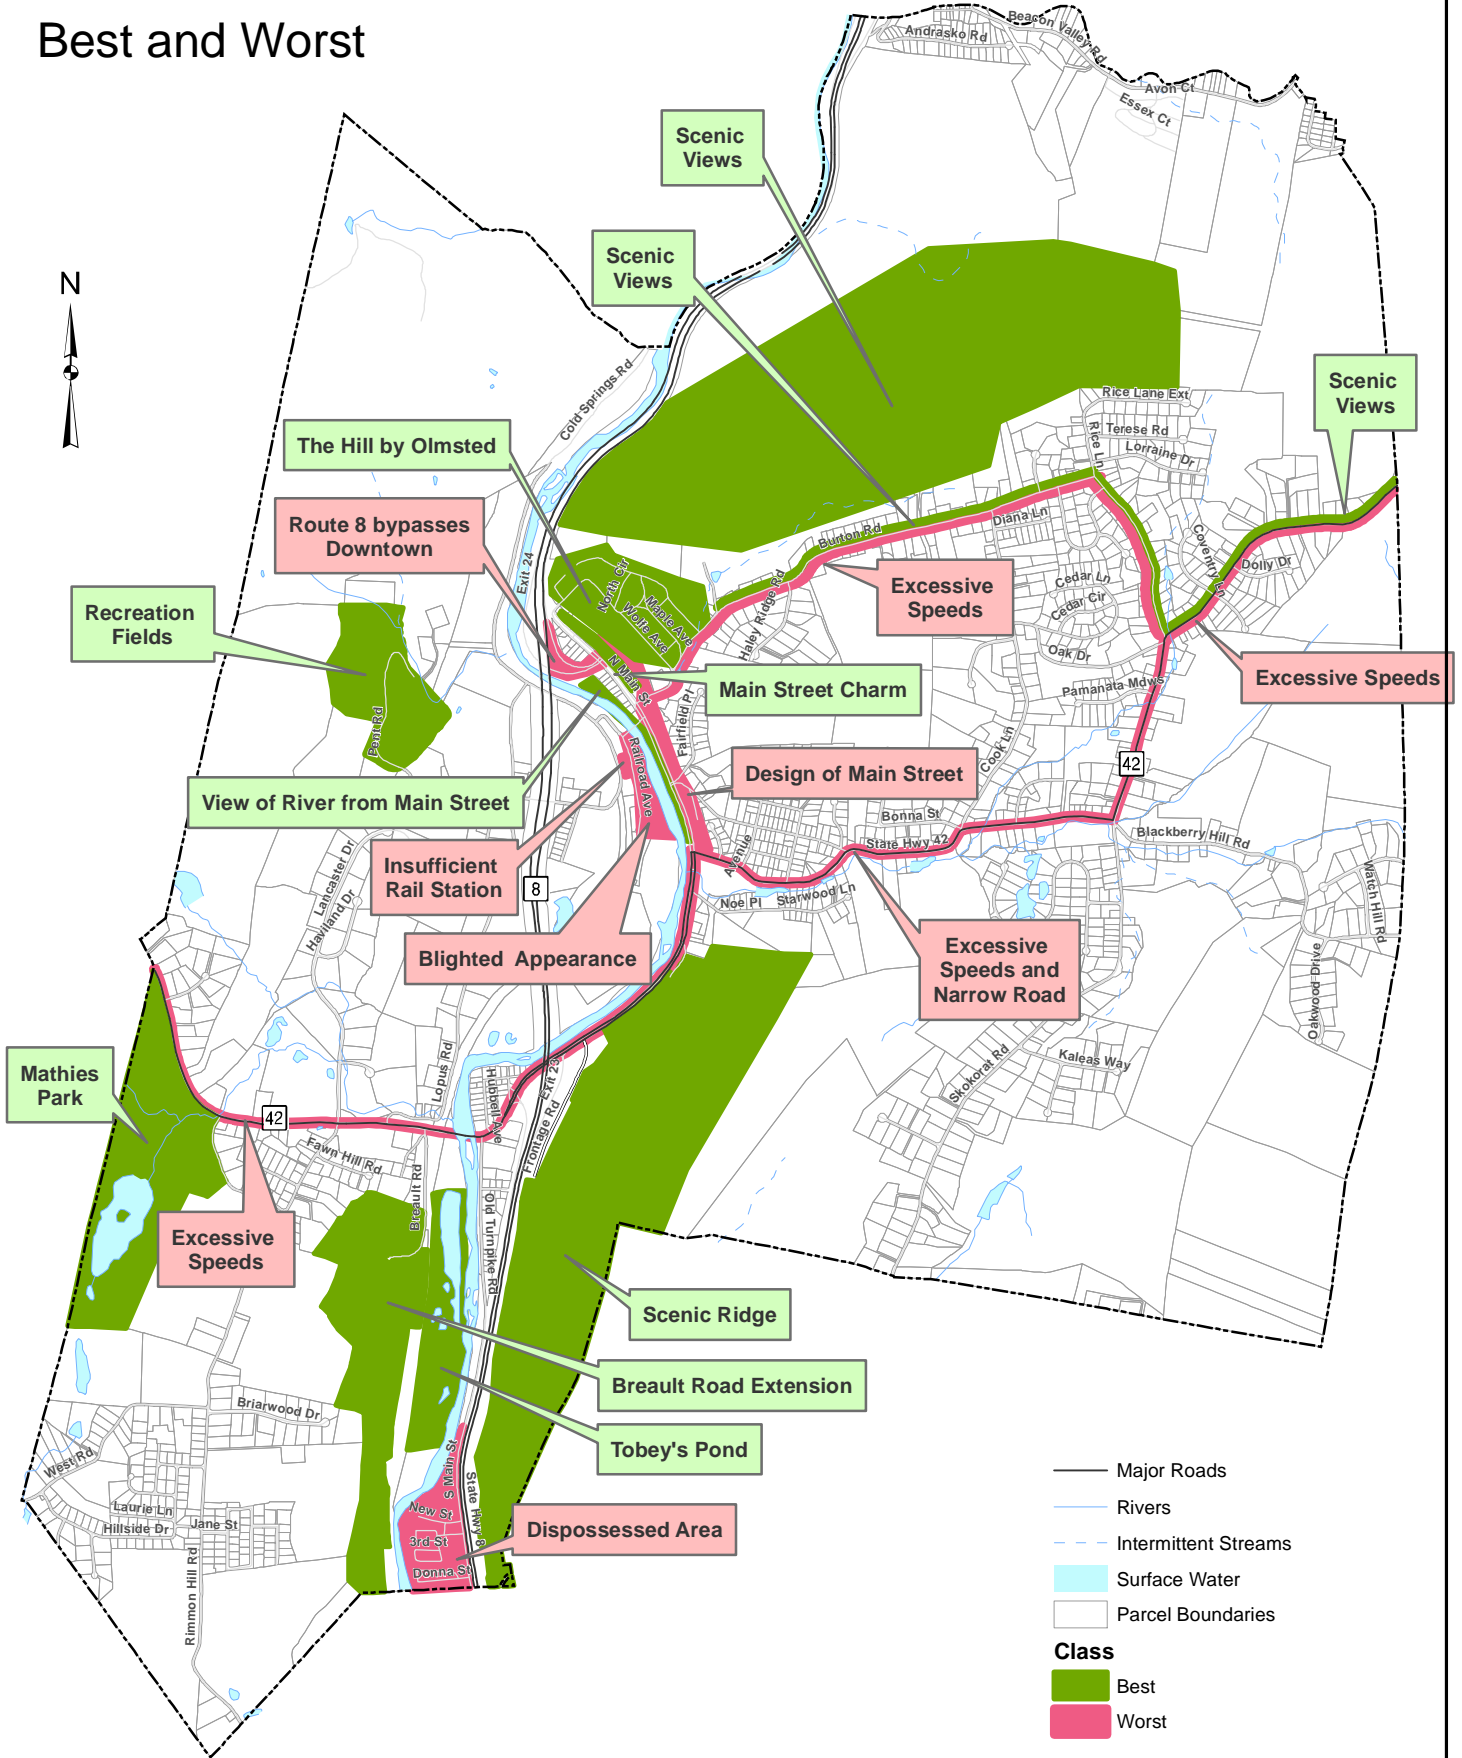 Best and Worst
Beacon Valley Rd
Andrasko Rd
Avon Ct
Essex Ct
Scenic
Views
Scenic
Views
N
Cold Springs Rd
Scenic
Views
Rice Lane Ext
Terese Rd
Rice Ln
Lorraine Dr
The Hill by Olmsted
Route 8 bypasses
Downtown
Exit 24
Burton Rd
Diana Ln
Coventry Ln
Dolly Dr
North Cir
Maple Ave
Wolfe Ave
Haley Ridge Rd
Excessive
Speeds
Cedar Ln
Cedar Cir
Oak Dr
Recreation
Fields
N Main St
Main Street Charm
Pamanata Mdws
Excessive Speeds
Pent Rd
Fairfield Pl
Cook Ln
Railroad Ave
Design of Main Street
42
View of River from Main Street
Bonna St
State Hwy 42
Blackberry Hill Rd
Avenue
Insufficient
Rail Station
8
Lancaster Dr
Haviland Dr
Noe Pl
Starwood Ln
Watch Hill Rd
Blighted Appearance
Excessive
Speeds and
Narrow Road
Oakwood Drive
Mathies
Park
Lopus Rd
Hubbell Ave
Exit 23
Frontage Rd
Skokorat Rd
Kaleas Way
42
Fawn Hill Rd
Breault Rd
Old Turnpike Rd
Excessive
Speeds
Scenic Ridge
Breault Road Extension
Tobey's Pond
Briarwood Dr
West Rd
S Main St
State Hwy 8
Laurie Ln
Hillside Dr
Jane St
New St
3rd St
Donna St
Dispossessed Area
Rimmon Hill Rd
Major Roads
Rivers
Intermittent Streams
Surface Water
Parcel Boundaries
Class
Best
Worst